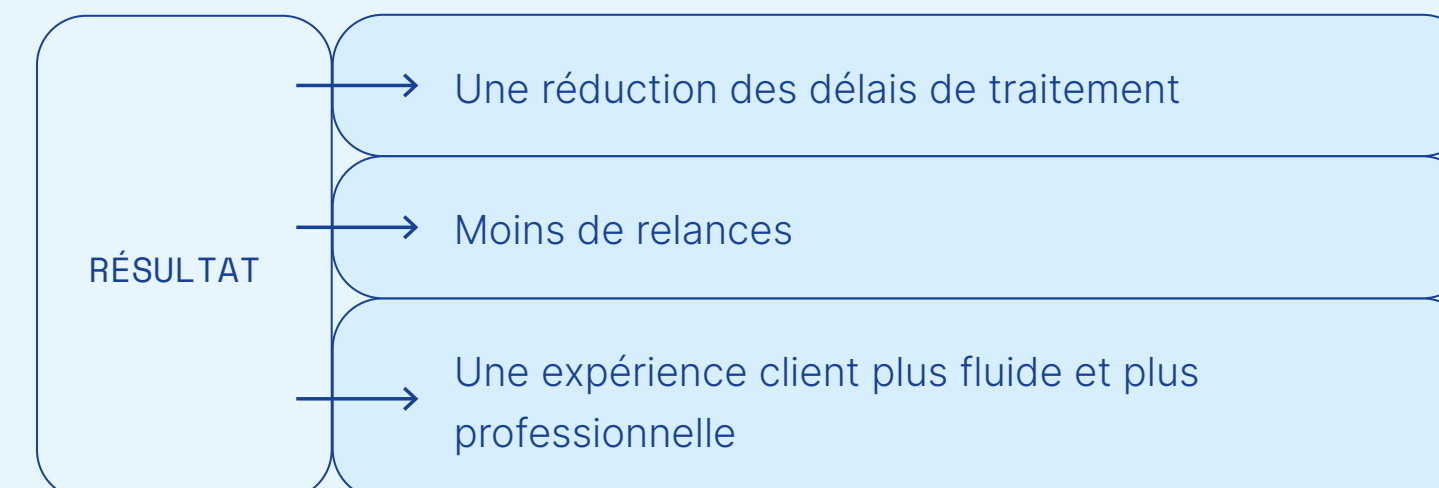 RÉSULTAT
Une réduction des délais de traitement
Moins de relances
Une expérience client plus fluide et plus
professionnelle